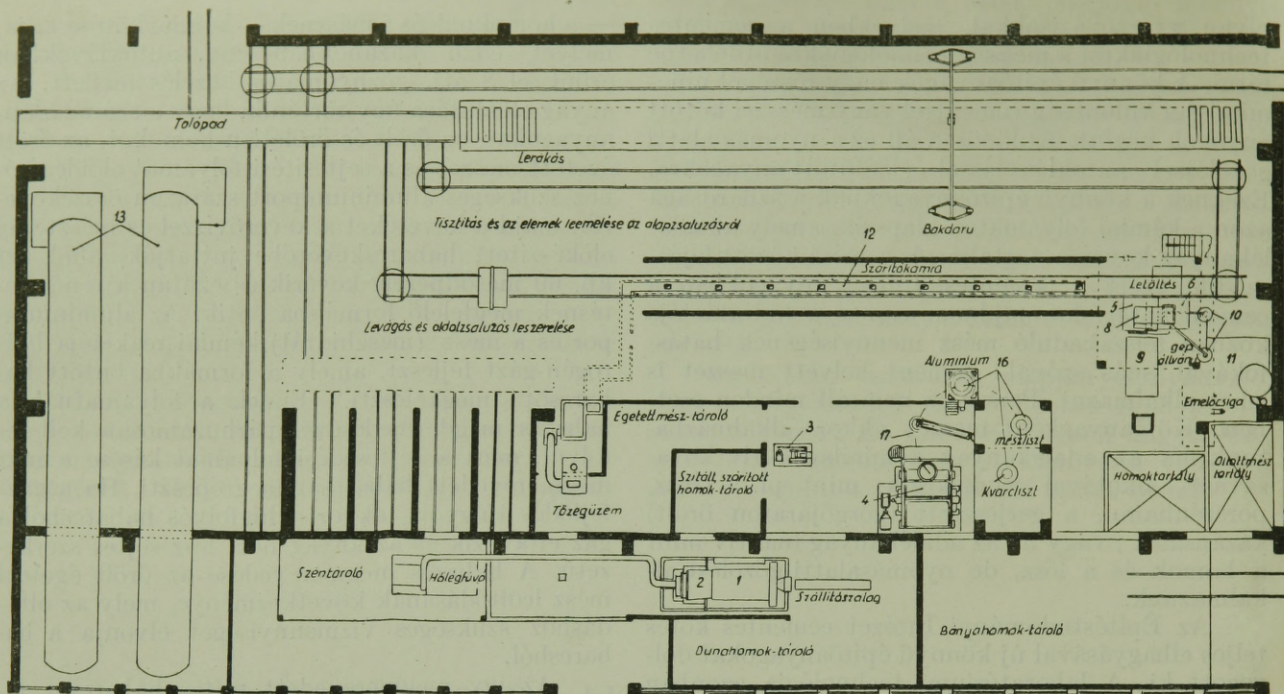 Tolópad
Lerakás
13
Tisztítás és az elemek leemelése az alapzsaluzásról
Bakdaru
12
Szárítókamra
Letöltés
6
5
8
10
Levágás és oldalzsaluzás leszerelése
gép
állvány
9
11
Aluminium
16
Emelőcsiga
Égetettmész-tároló
3
17
mészliszt
Szitált, szárított
homok-tároló
Kvarcliszt
Homoktartály
Oltottmész
tartály
4
Tőzegüzem
Széntároló
Hőlégfúvó
2
1
Szállítószalag
Bányahomok-tároló
Dunahomok-tároló